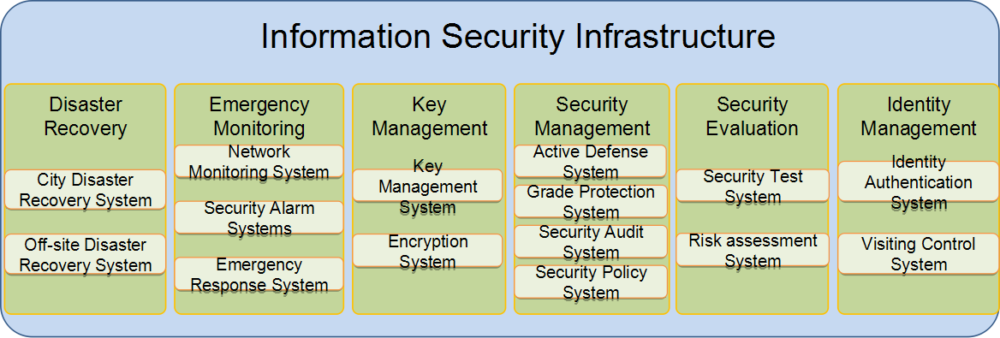 Information Security Infrastructure
Disaster
Recovery
City Disaster
Recovery System
Off-site Disaster
Recovery System
Emergency
Monitoring
Network
Monitoring System
Security Alarm
Systems
Emergency
Response System
Key
Management
Key
Management
System
Encryption
System
Security
Management
Active Defense
System
Grade Protection
System
Security Audit
System
Security Policy
System
Security
Evaluation
Security Test
System
Risk assessment
System
Identity
Management
Identity
Authentication
System
Visiting Control
System